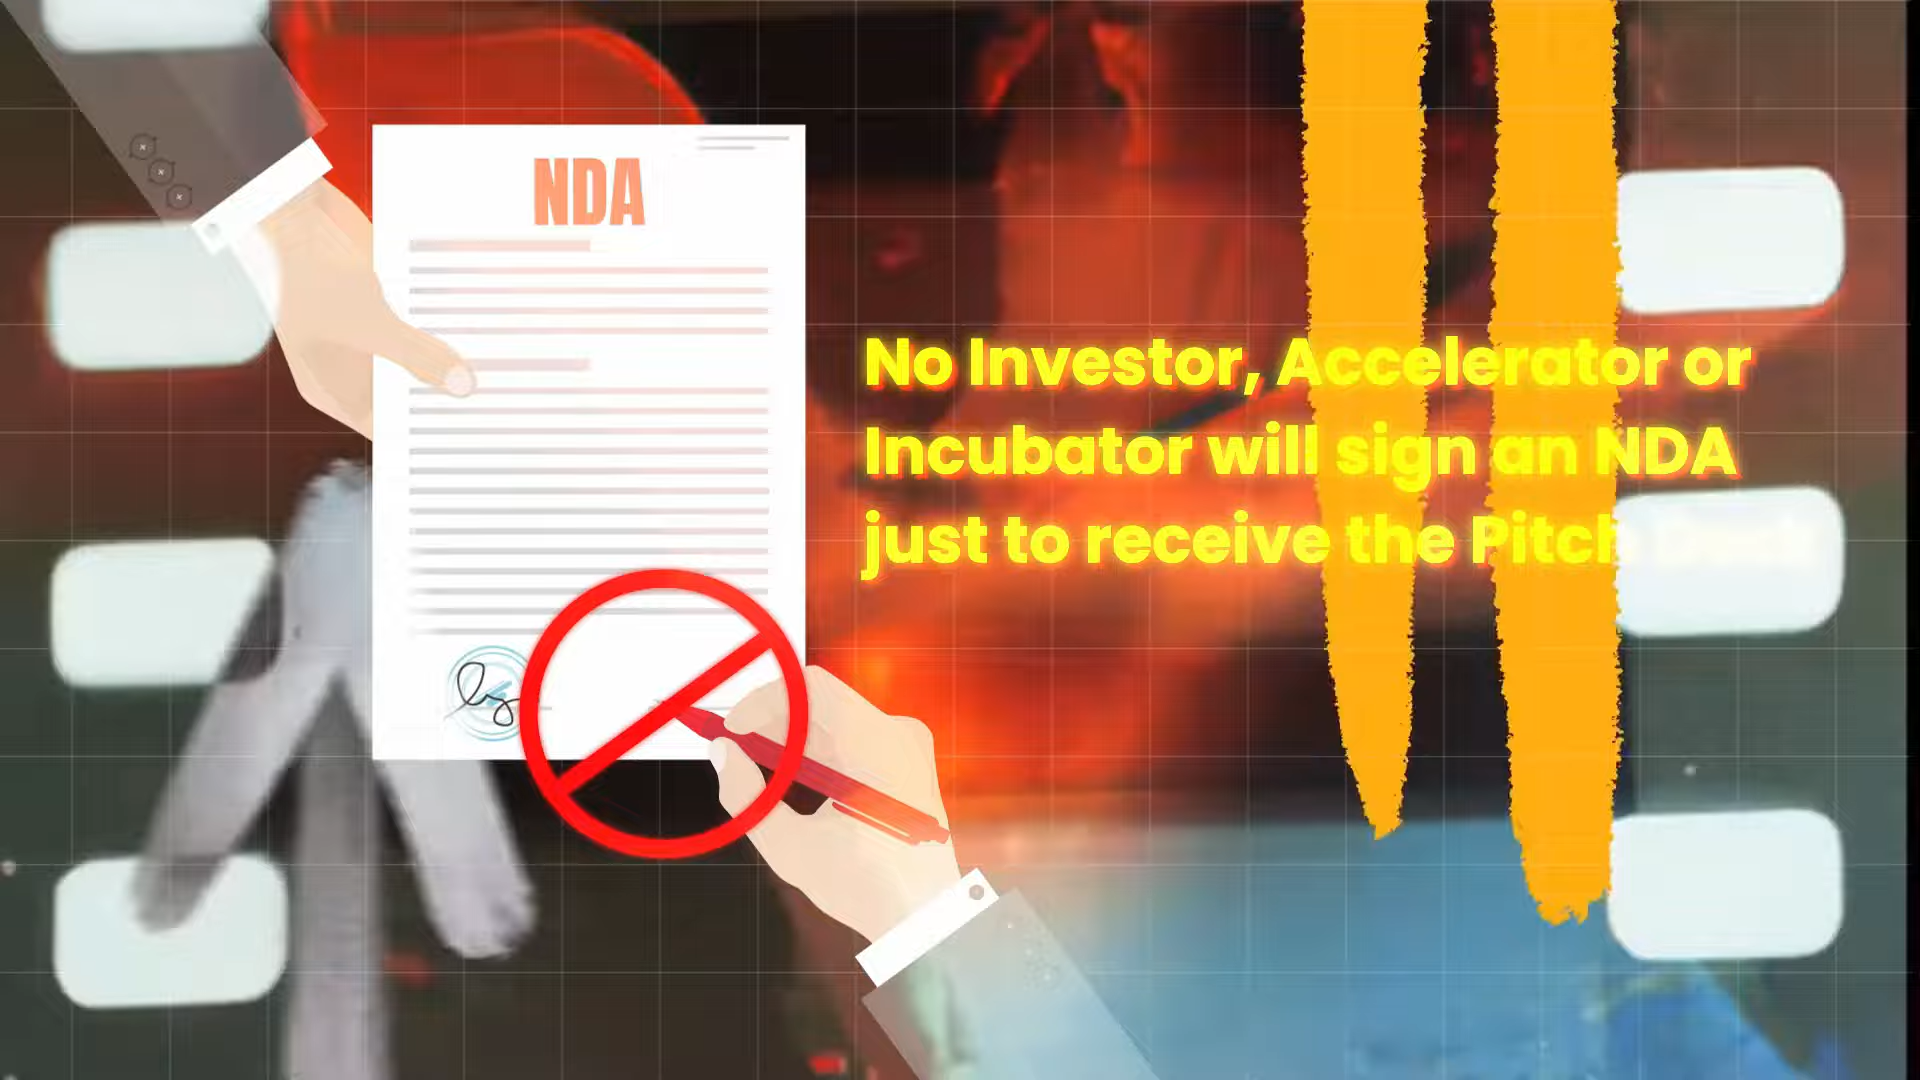 NDA
No Investor, Accelerator or
Incubator will sign an NDA
just to receive the Pitch